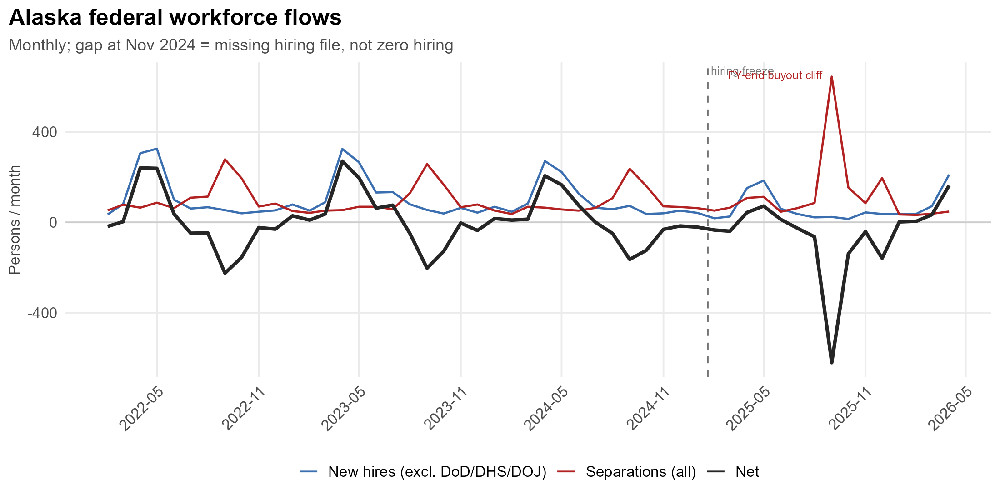 Alaska federal workforce flows
Monthly; gap at Nov 2024 = missing hiring file, not zero hiring
hiring freeze
FY-end buyout cliff
Persons / month
400
0
-400
2022-05
2022-11
2023-05
2023-11
2024-05
2024-11
2025-05
2025-11
2026-05
New hires (excl. DoD/DHS/DOJ)
Separations (all)
Net